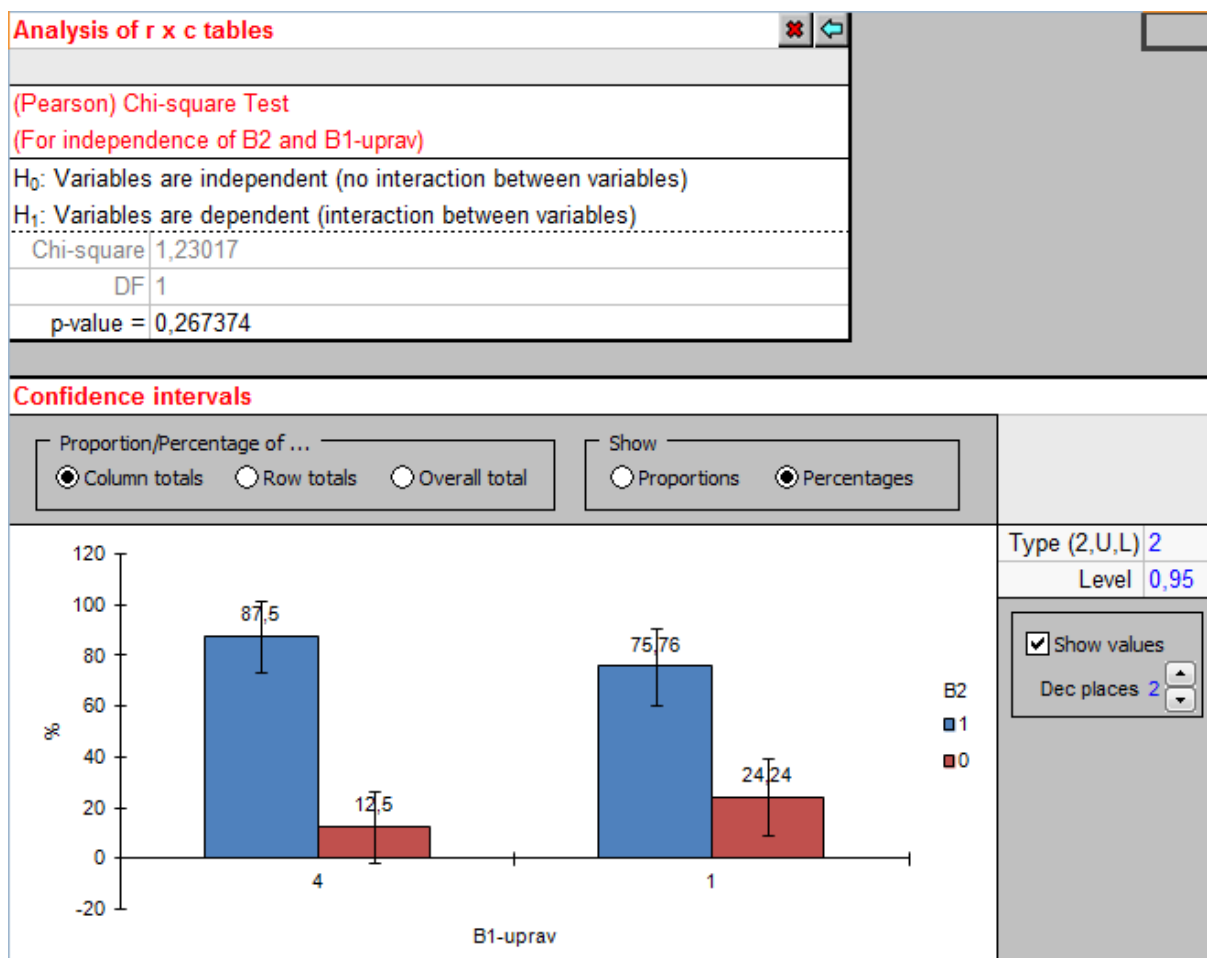 Analysis of r x c tables
(Pearson) Chi-square Test
(For independence of B2 and B1-uprav)
H₀: Variables are independent (no interaction between variables)
H₁: Variables are dependent (interaction between variables)
Chi-square 1,23017
DF 1
p-value = 0,267374
Confidence intervals
Proportion/Percentage of ...
Column totals Row totals Overall total
Show
Proportions Percentages
Type (2,U,L) 2
Level 0,95
Show values
Dec places 2
120
100
80
60
40
20
0
-20
%
87,5
12,5
75,76
24,24
4
1
B1-uprav
B2
1
0